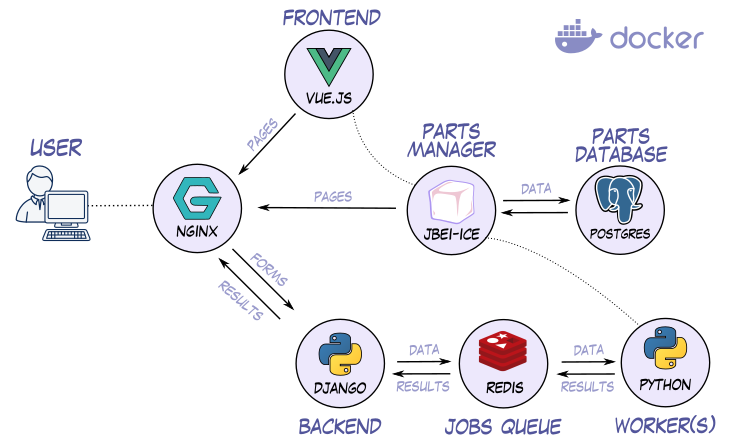 FRONTEND
docker
VUE.JS
PAGES
USER
PARTS
MANAGER
PARTS
DATABASE
PAGES
DATA
NGINX
JBEI-ICE
POSTGRES
FORMS
RESULTS
DATA
DATA
DJANGO
RESULTS
REDIS
RESULTS
PYTHON
BACKEND
JOBS QUEUE
WORKER(S)